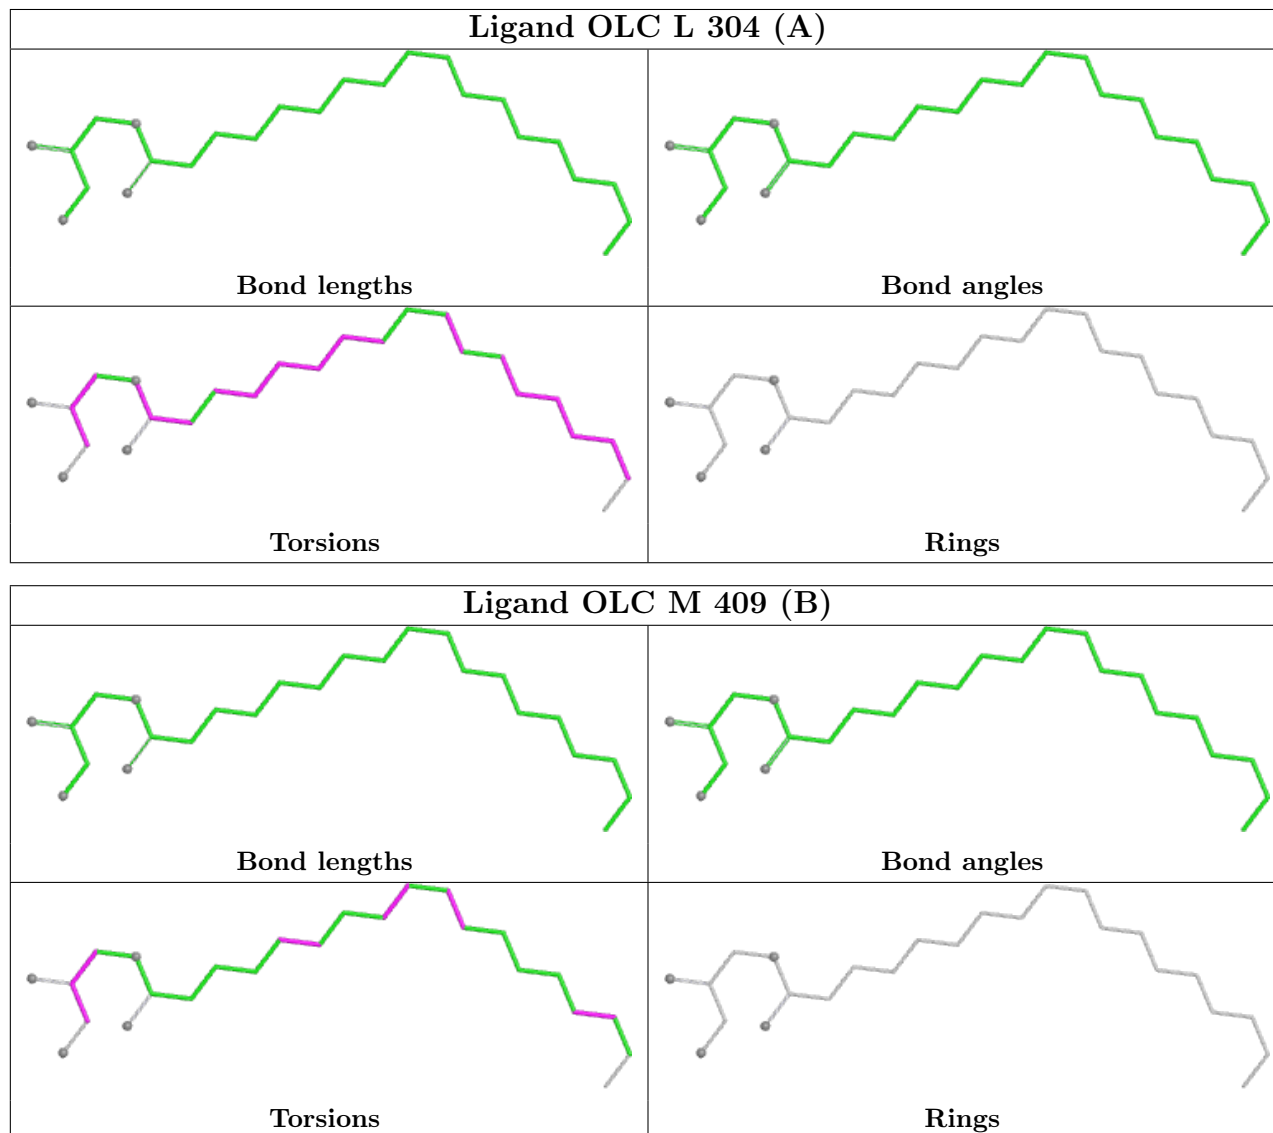 Ligand OLC L 304 (A)
Bond lengths
Bond angles
Torsions
Rings
Ligand OLC M 409 (B)
Bond lengths
Bond angles
Torsions
Rings